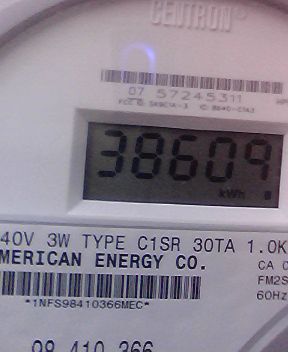 CENTRON
07 57245311
38609
kWh
40V 3W TYPE C1SR 30TA 1.0K
MERICAN ENERGY CO.
CA 0
FM2S
60Hz
*1NFS98410366MEC*
98 410 366